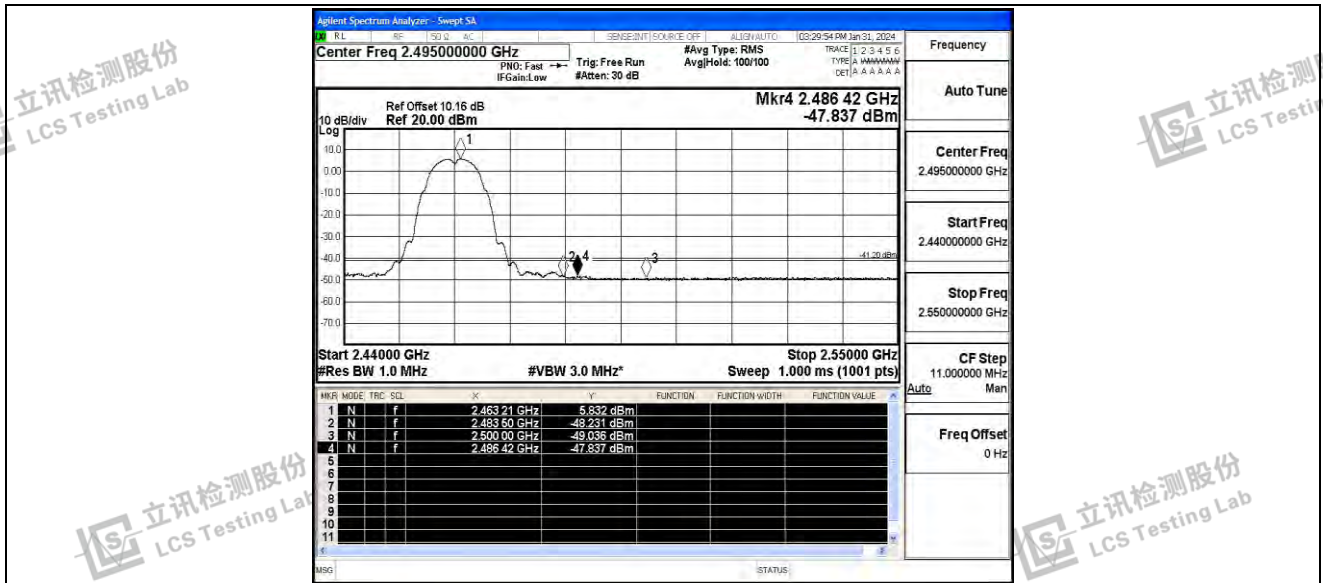 Agilent Spectrum Analyzer - Swept SA
RL RF 50 Ω AC SENSE:INT SOURCE OFF ALIGN AUTO 03:29:54 PM Jan 31, 2024
Center Freq 2.495000000 GHz
#Avg Type: RMS
TRACE 1 2 3 4 5 6
PNO: Fast
Trig: Free Run
Avg|Hold: 100/100
TYPE A
IFGain:Low
#Atten: 30 dB
DET A A A A A A
Frequency
Auto Tune
Center Freq
2.495000000 GHz
Start Freq
2.440000000 GHz
Stop Freq
2.550000000 GHz
CF Step
11.000000 MHz
Auto Man
Freq Offset
0 Hz
Mkr4 2.486 42 GHz
-47.837 dBm
Ref Offset 10.16 dB
10 dB/div Ref 20.00 dBm
Log
10.0
0.00
-10.0
-20.0
-30.0
-40.0
-50.0
-60.0
-70.0
1
2 4
3
-41.20 dBm
Start 2.44000 GHz Stop 2.55000 GHz
#Res BW 1.0 MHz #VBW 3.0 MHz* Sweep 1.000 ms (1001 pts)
MKR MODE TRC SCL X Y FUNCTION FUNCTION WIDTH FUNCTION VALUE
1 N f 2.463 21 GHz 5.832 dBm
2 N f 2.483 50 GHz -48.231 dBm
3 N f 2.500 00 GHz -49.036 dBm
4 N f 2.486 42 GHz -47.837 dBm
5
6
7
8
9
10
11
MSG STATUS
立讯检测股份
LCS Testing Lab
立讯检测
LCS Testin
立讯检测股份
LCS Testing Lab
立讯检测股份
LCS Testing Lab